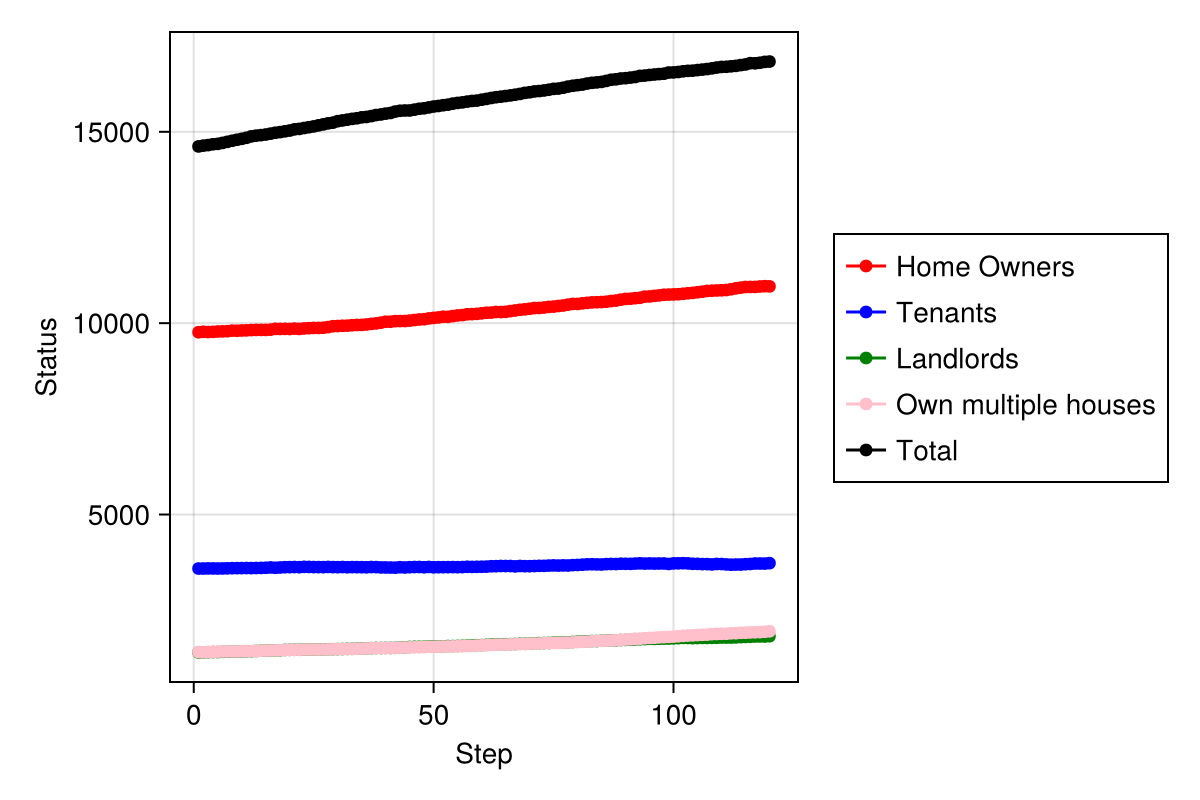 15000
10000
5000
Status
0 50 100
Step
Home Owners
Tenants
Landlords
Own multiple houses
Total